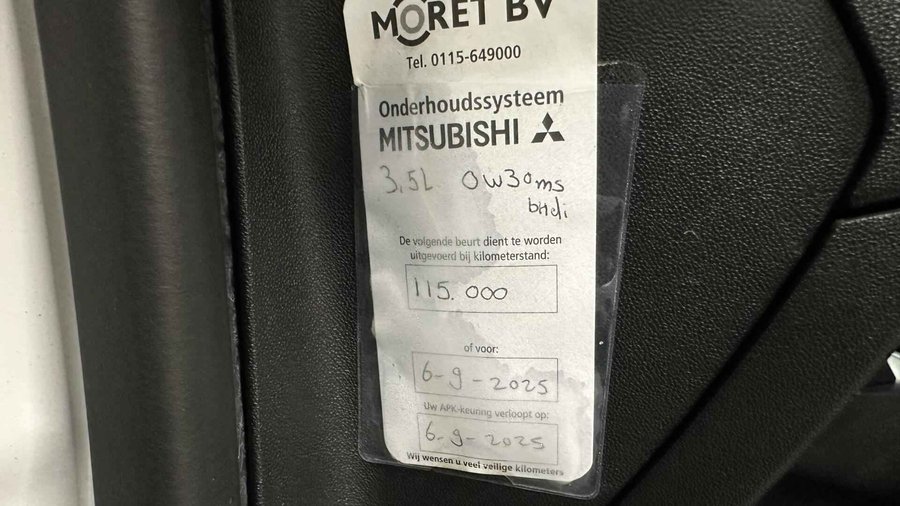 MORET BV
Tel. 0115-649000
Onderhoudssysteem
MITSUBISHI
3,5L 0W30ms
bHdi
De volgende beurt dient te worden
uitgevoerd bij kilometerstand:
115.000
of voor:
6-9-2025
Uw APK-keuring verloopt op:
6-9-2025
Wij wensen u veel veilige kilometers